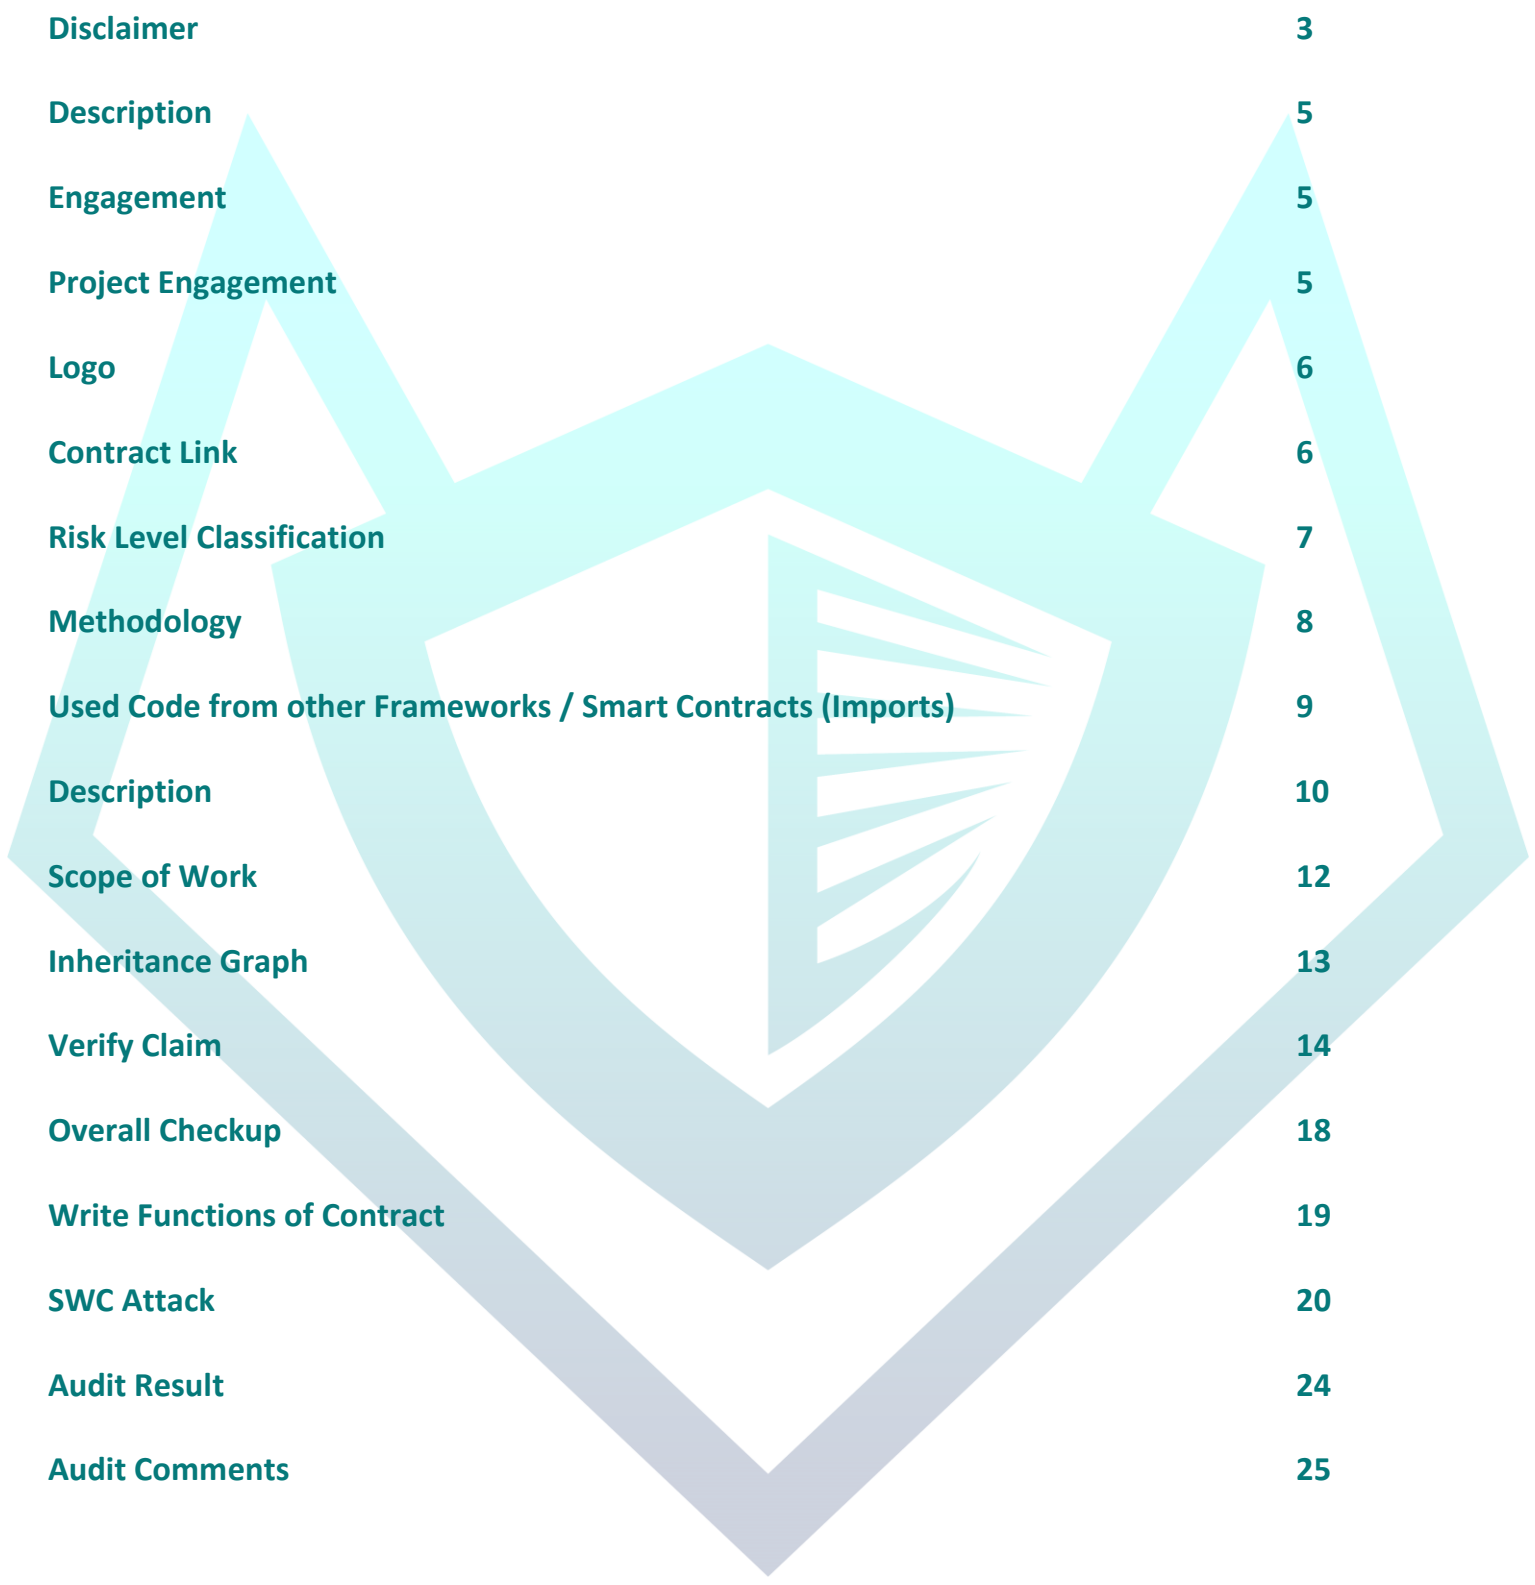 Disclaimer 3
Description 5
Engagement 5
Project Engagement 5
Logo 6
Contract Link 6
Risk Level Classification 7
Methodology 8
Used Code from other Frameworks / Smart Contracts (Imports) 9
Description 10
Scope of Work 12
Inheritance Graph 13
Verify Claim 14
Overall Checkup 18
Write Functions of Contract 19
SWC Attack 20
Audit Result 24
Audit Comments 25